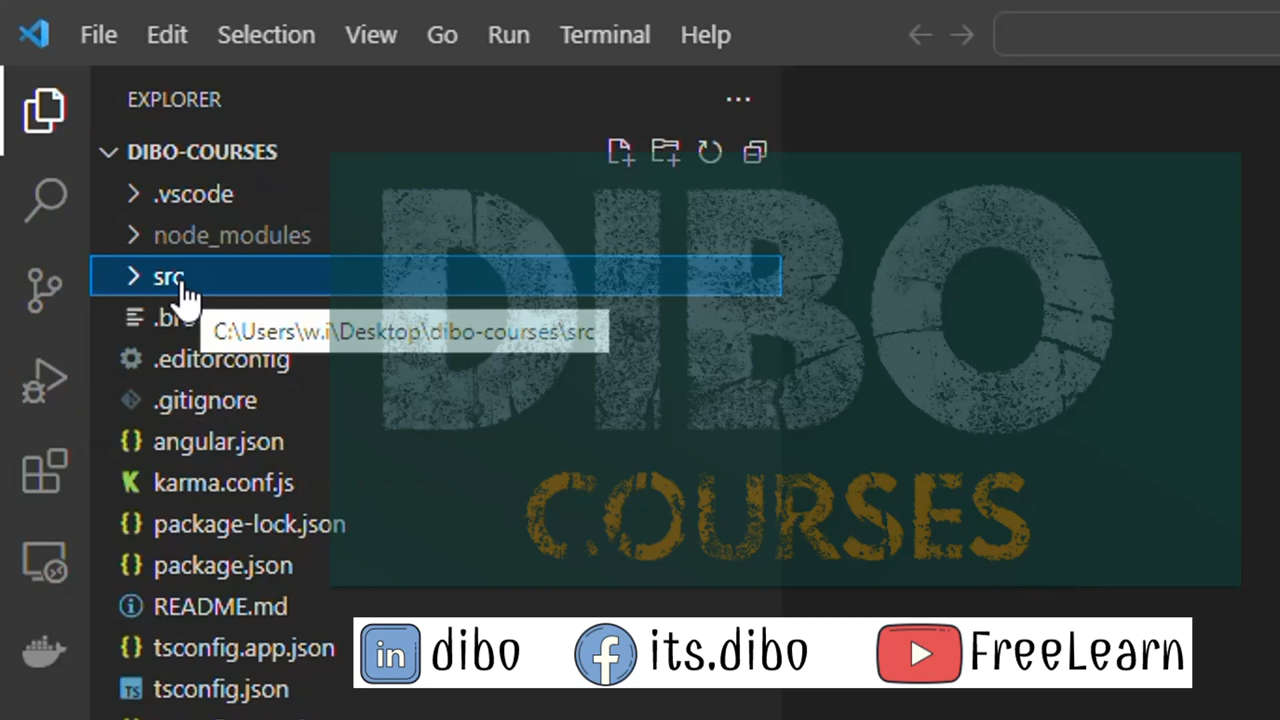 File Edit Selection View Go Run Terminal Help
EXPLORER
DIBO-COURSES
.vscode
node_modules
src
C:\Users\w.i\Desktop\dibo-courses\src
.editorconfig
.gitignore
angular.json
karma.conf.js
package-lock.json
package.json
README.md
tsconfig.app.json
TS tsconfig.json
DIBO
COURSES
in dibo f its.dibo FreeLearn